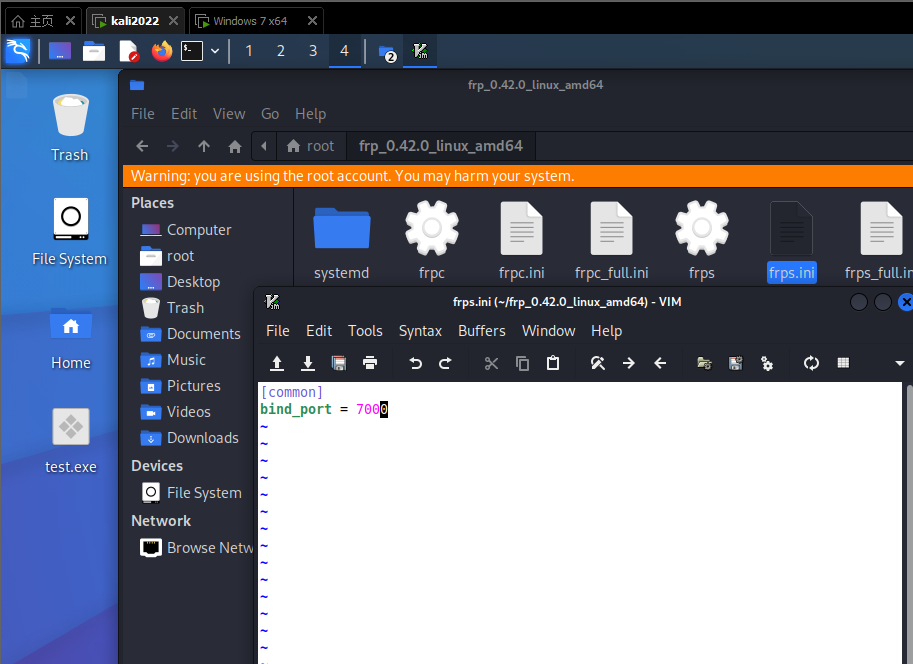 主页
kali2022
Windows 7 x64
1 2 3 4
2
frp_0.42.0_linux_amd64
File Edit View Go Help
root
frp_0.42.0_linux_amd64
Warning: you are using the root account. You may harm your system.
Trash
File System
Home
test.exe
Places
Computer
root
Desktop
Trash
Documents
Music
Pictures
Videos
Downloads
Devices
File System
Network
Browse Netw
systemd
frpc
frpc.ini
frpc_full.ini
frps
frps.ini
frps_full.in
frps.ini (~/frp_0.42.0_linux_amd64) - VIM
File Edit Tools Syntax Buffers Window Help
[common]
bind_port = 7000
~
~
~
~
~
~
~
~
~
~
~
~
~
~